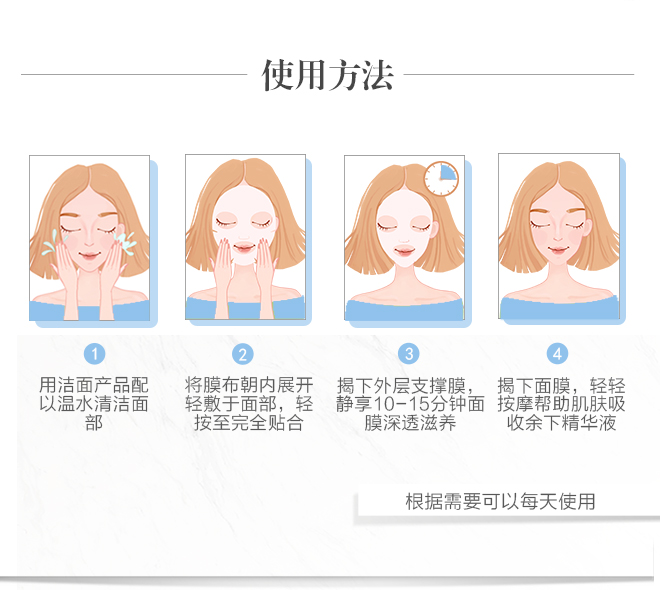 使用方法
1
用洁面产品配
以温水清洁面
部
2
将膜布朝内展开
轻敷于面部，轻
按至完全贴合
3
揭下外层支撑膜，
静享10-15分钟面
膜深透滋养
4
揭下面膜，轻轻
按摩帮助肌肤吸
收余下精华液
根据需要可以每天使用